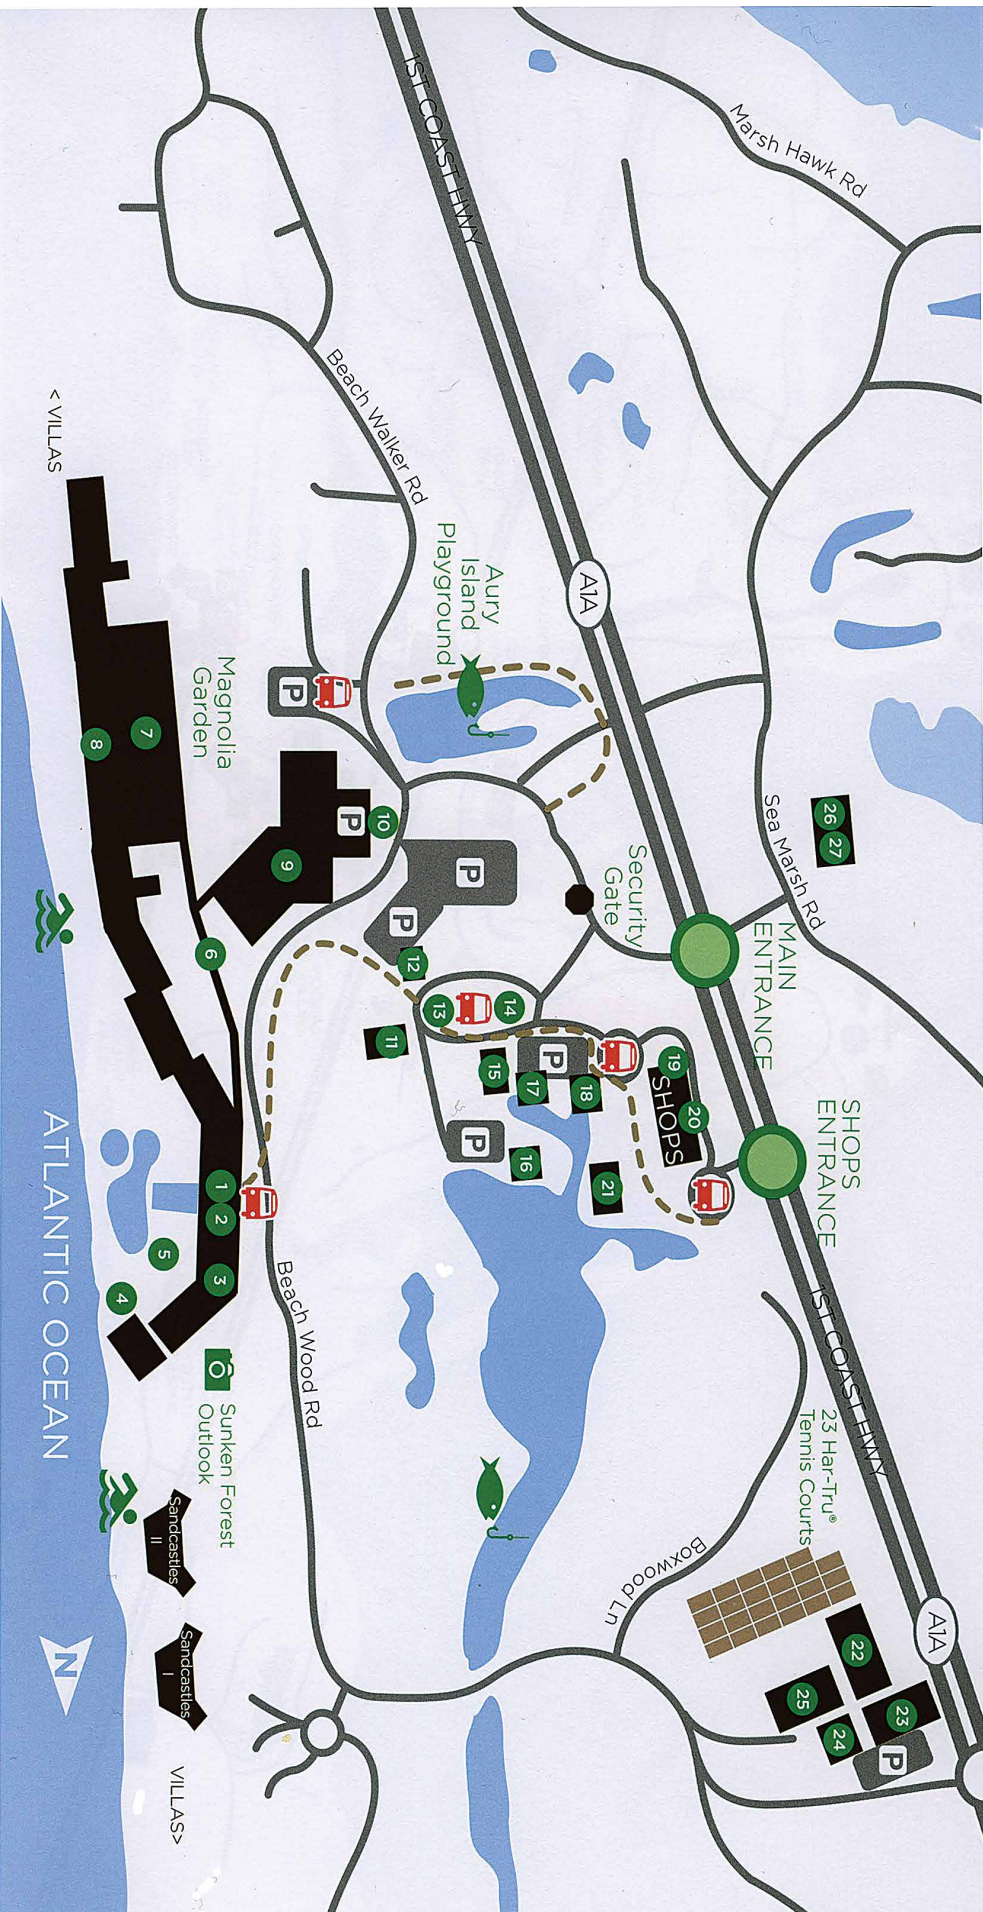 Marsh Hawk Rd
1ST COAST HWY
Beach Walker Rd
< VILLAS
Aury
Island
Playground
A1A
Magnolia
Garden
P
P
P
P
7
8
9
10
6
12
13
14
11
15
17
18
16
P
P
19
20
21
SHOPS
26
27
Sea Marsh Rd
Security
Gate
MAIN
ENTRANCE
SHOPS
ENTRANCE
1ST COAST HWY
ATLANTIC OCEAN
1
2
3
4
5
Beach Wood Rd
Sunken Forest
Outlook
Sandcastles
II
Sandcastles
I
VILLAS>
N
23 Har-Tru®
Tennis Courts
Boxwood Ln
A1A
22
23
24
25
P